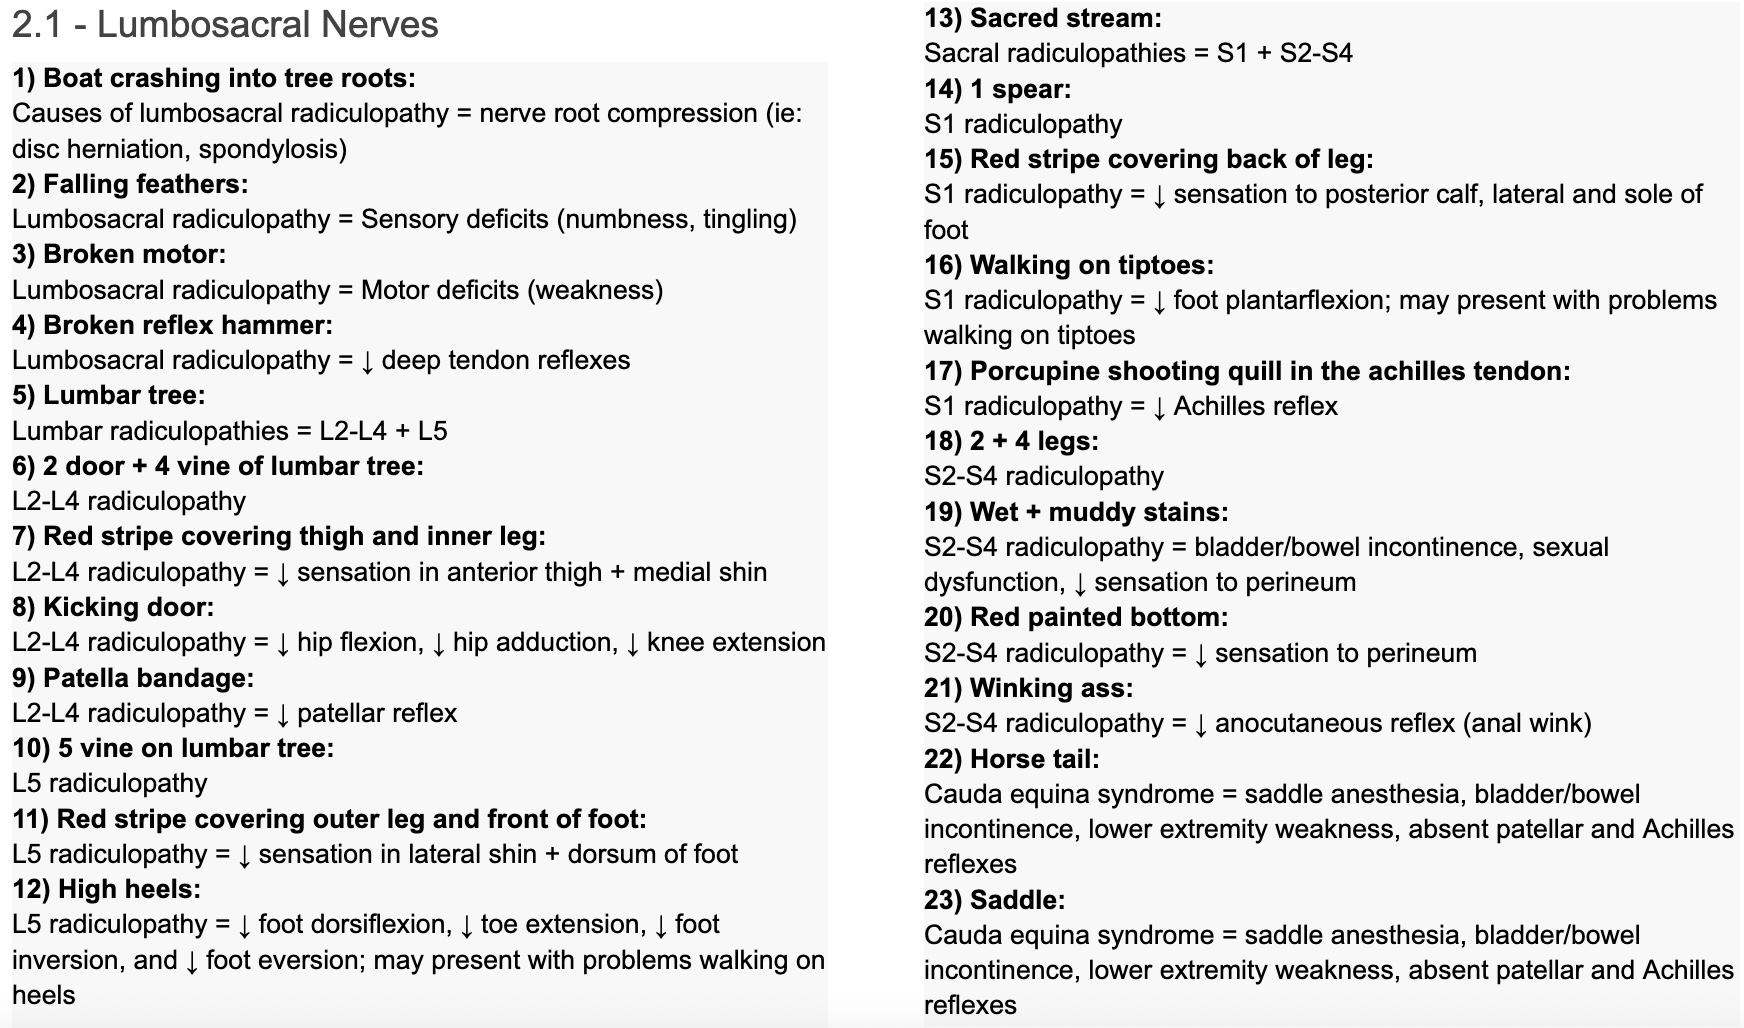 2.1 - Lumbosacral Nerves
1) Boat crashing into tree roots:
Causes of lumbosacral radiculopathy = nerve root compression (ie:
disc herniation, spondylosis)
2) Falling feathers:
Lumbosacral radiculopathy = Sensory deficits (numbness, tingling)
3) Broken motor:
Lumbosacral radiculopathy = Motor deficits (weakness)
4) Broken reflex hammer:
Lumbosacral radiculopathy = ↓ deep tendon reflexes
5) Lumbar tree:
Lumbar radiculopathies = L2-L4 + L5
6) 2 door + 4 vine of lumbar tree:
L2-L4 radiculopathy
7) Red stripe covering thigh and inner leg:
L2-L4 radiculopathy = ↓ sensation in anterior thigh + medial shin
8) Kicking door:
L2-L4 radiculopathy = ↓ hip flexion, ↓ hip adduction, ↓ knee extension
9) Patella bandage:
L2-L4 radiculopathy = ↓ patellar reflex
10) 5 vine on lumbar tree:
L5 radiculopathy
11) Red stripe covering outer leg and front of foot:
L5 radiculopathy = ↓ sensation in lateral shin + dorsum of foot
12) High heels:
L5 radiculopathy = ↓ foot dorsiflexion, ↓ toe extension, ↓ foot
inversion, and ↓ foot eversion; may present with problems walking on
heels
13) Sacred stream:
Sacral radiculopathies = S1 + S2-S4
14) 1 spear:
S1 radiculopathy
15) Red stripe covering back of leg:
S1 radiculopathy = ↓ sensation to posterior calf, lateral and sole of
foot
16) Walking on tiptoes:
S1 radiculopathy = ↓ foot plantarflexion; may present with problems
walking on tiptoes
17) Porcupine shooting quill in the achilles tendon:
S1 radiculopathy = ↓ Achilles reflex
18) 2 + 4 legs:
S2-S4 radiculopathy
19) Wet + muddy stains:
S2-S4 radiculopathy = bladder/bowel incontinence, sexual
dysfunction, ↓ sensation to perineum
20) Red painted bottom:
S2-S4 radiculopathy = ↓ sensation to perineum
21) Winking ass:
S2-S4 radiculopathy = ↓ anocutaneous reflex (anal wink)
22) Horse tail:
Cauda equina syndrome = saddle anesthesia, bladder/bowel
incontinence, lower extremity weakness, absent patellar and Achilles
reflexes
23) Saddle:
Cauda equina syndrome = saddle anesthesia, bladder/bowel
incontinence, lower extremity weakness, absent patellar and Achilles
reflexes